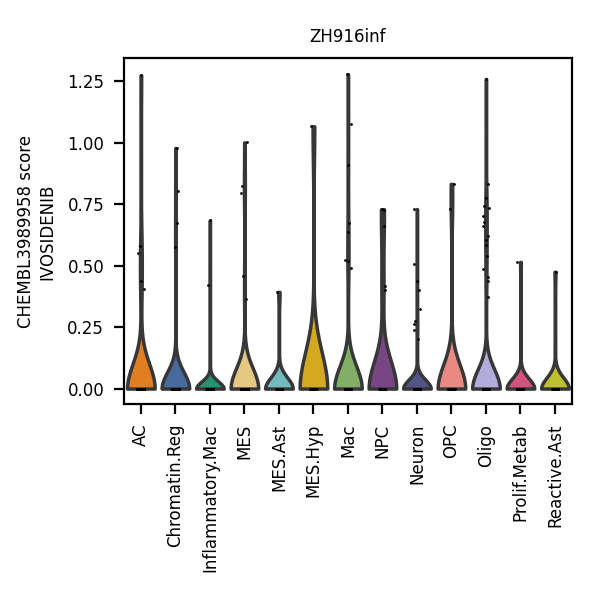 ZH916inf
CHEMBL3989958 score
IVOSIDENIB
1.25
1.00
0.75
0.50
0.25
0.00
AC
Chromatin.Reg
Inflammatory.Mac
MES
MES.Ast
MES.Hyp
Mac
NPC
Neuron
OPC
Oligo
Prolif.Metab
Reactive.Ast